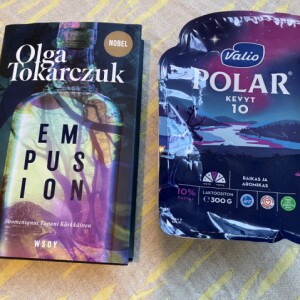 Olga
Tokarczuk
NOBEL
EM
PUS
ION
Suomentanut Tapani Kärkkäinen
WSOY
Valio
POLAR®
KEVYT
10
RAIKAS JA
AROMIKAS
10%
LAKTOOSITON
300 G